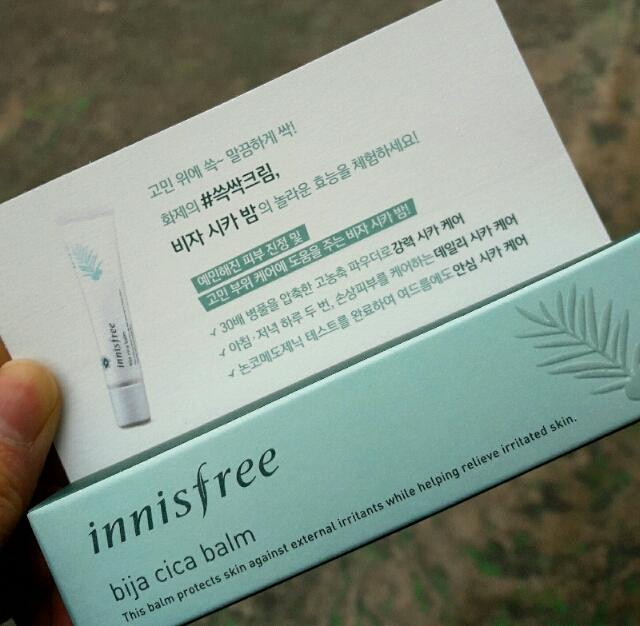 고민 위에 쓱~ 말끔하게 싹!
화제의 #쓱싹크림,
비자 시카 밤의 놀라운 효능을 체험하세요!
예민해진 피부 진정 및
고민 부위 케어에 도움을 주는 비자 시카 밤!
✓ 30배 병풀을 압축한 고농축 파우더로 강력 시카 케어
✓ 아침·저녁 하루 두 번, 손상피부를 케어하는 데일리 시카 케어
✓ 논코메도제닉 테스트를 완료하여 여드름에도 안심 시카 케어
innisfree
innisfree
bija cica balm
This balm protects skin against external irritants while helping relieve irritated skin.